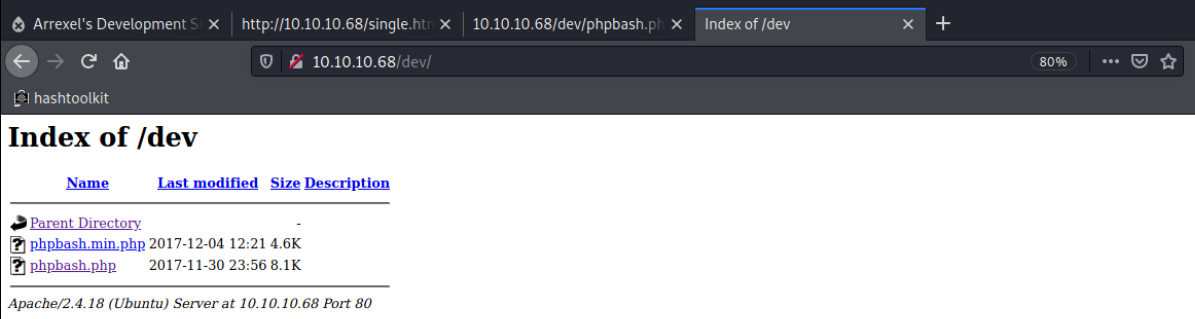 Arrexel's Development S
http://10.10.10.68/single.htm
10.10.10.68/dev/phpbash.ph
Index of /dev
10.10.10.68/dev/
80%
hashtoolkit
Index of /dev
Name Last modified Size Description
Parent Directory -
phpbash.min.php 2017-12-04 12:21 4.6K
phpbash.php 2017-11-30 23:56 8.1K
Apache/2.4.18 (Ubuntu) Server at 10.10.10.68 Port 80